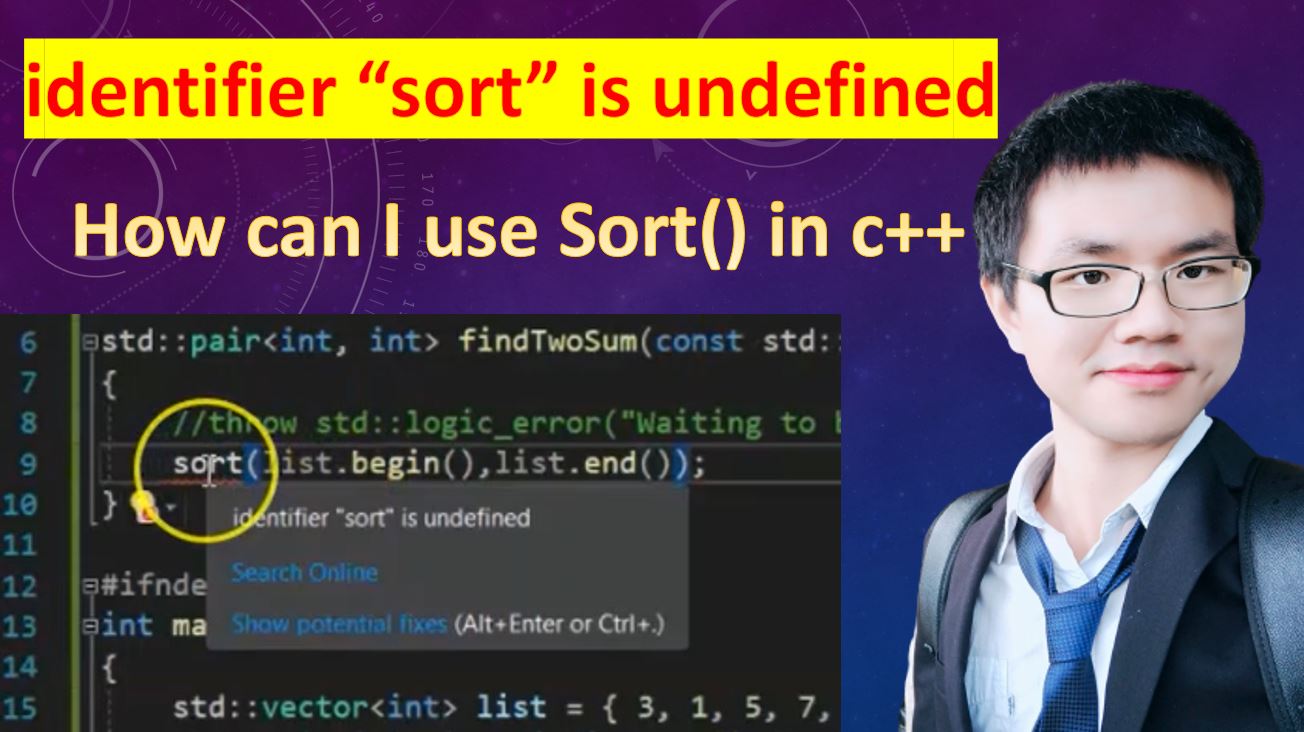 identifier “sort” is undefined
How can I use Sort() in c++
6 std::pair<int, int> findTwoSum(const std::
7 {
8 //throw std::logic_error("Waiting to b
9 sort(list.begin(),list.end());
10 }
identifier "sort" is undefined
11
Search Online
12 #ifnde
13 int ma
Show potential fixes (Alt+Enter or Ctrl+.)
14 {
15 std::vector<int> list = { 3, 1, 5, 7,
40
170
180